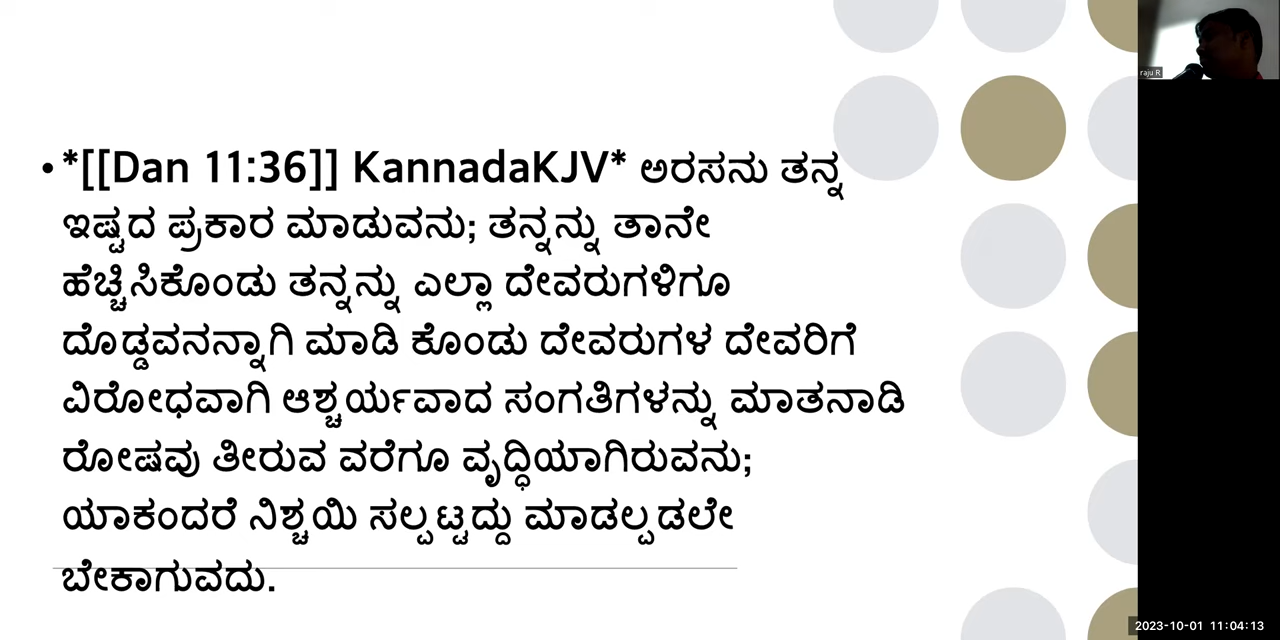 • *[[Dan 11:36]] KannadaKJV* ಅರಸನು ತನ್ನ
ಇಷ್ಟದ ಪ್ರಕಾರ ಮಾಡುವನು; ತನ್ನನ್ನು ತಾನೇ
ಹೆಚ್ಚಿಸಿಕೊಂಡು ತನ್ನನ್ನು ಎಲ್ಲಾ ದೇವರುಗಳಿಗೂ
ದೊಡ್ಡವನನ್ನಾಗಿ ಮಾಡಿ ಕೊಂಡು ದೇವರುಗಳ ದೇವರಿಗೆ
ವಿರೋಧವಾಗಿ ಆಶ್ಚರ್ಯವಾದ ಸಂಗತಿಗಳನ್ನು ಮಾತನಾಡಿ
ರೋಷವು ತೀರುವ ವರೆಗೂ ವೃದ್ಧಿಯಾಗಿರುವನು;
ಯಾಕಂದರೆ ನಿಶ್ಚಯಿ ಸಲ್ಪಟ್ಟದ್ದು ಮಾಡಲ್ಪಡಲೇ
ಬೇಕಾಗುವದು.
raju R
2023-10-01 11:04:13